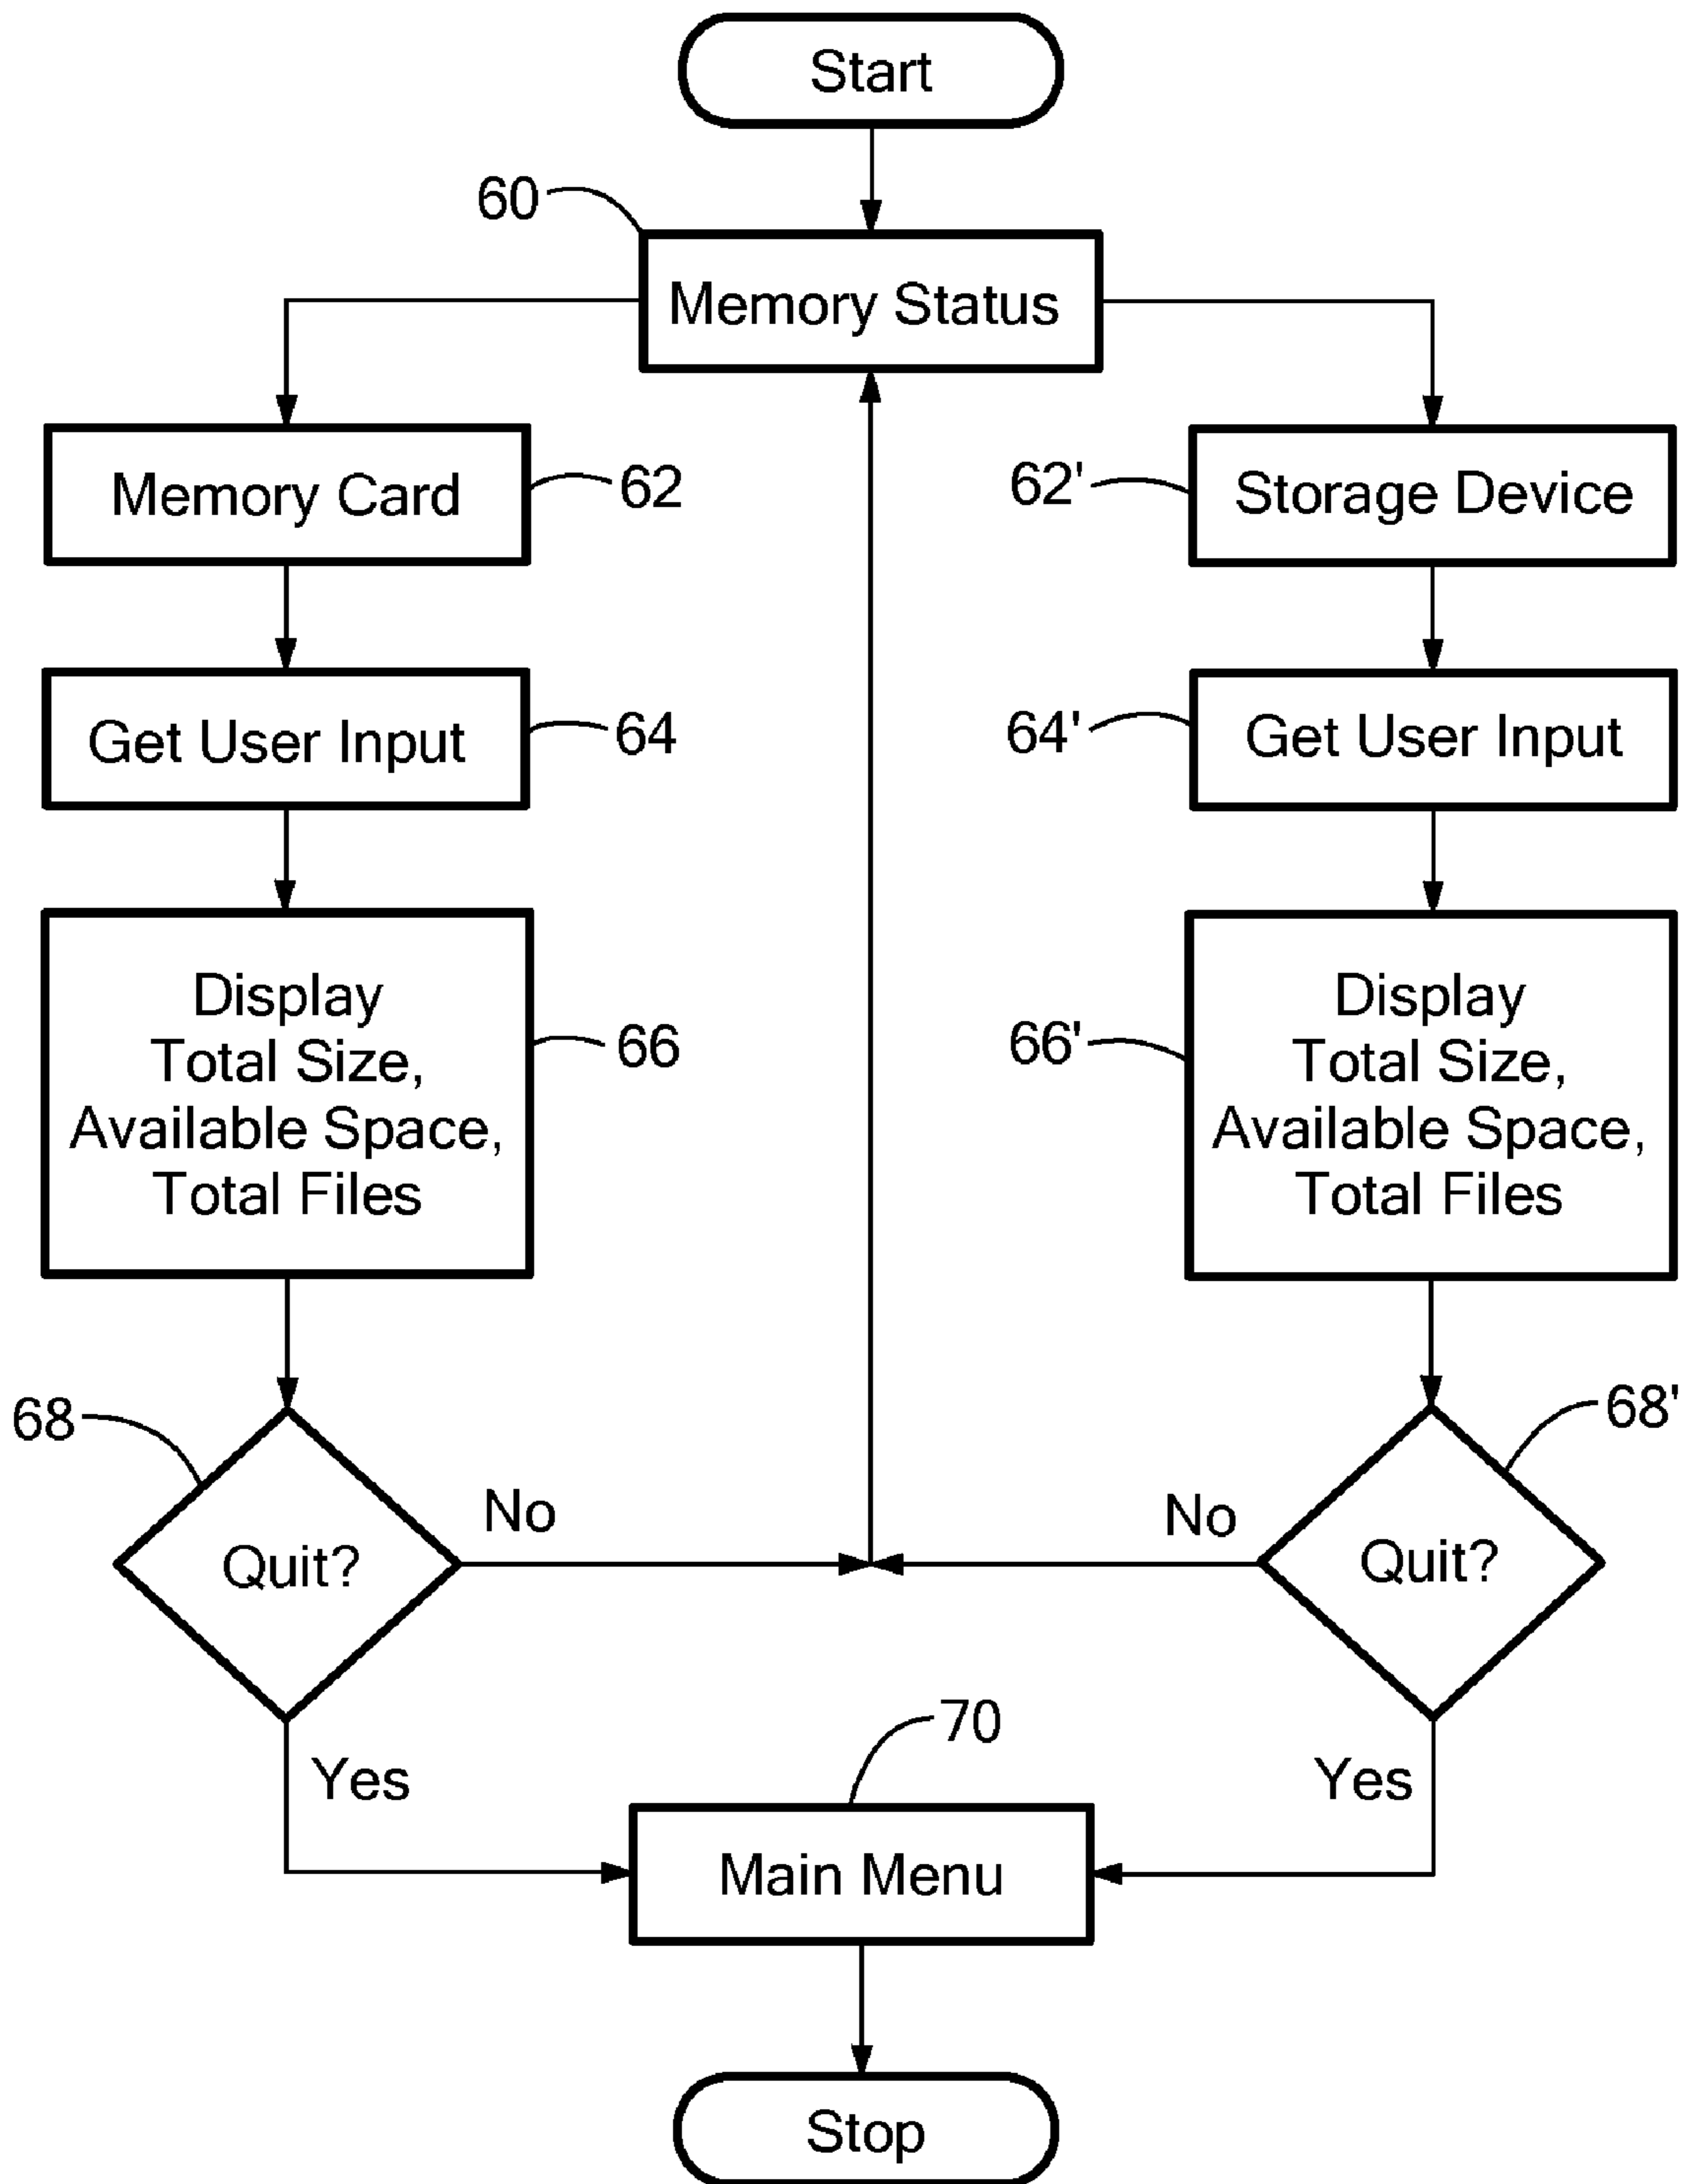 Start
60
Memory Status
Memory Card
62
62'
Storage Device
Get User Input
64
64'
Get User Input
Display
Total Size,
Available Space,
Total Files
66
66'
Display
Total Size,
Available Space,
Total Files
68
Quit?
No
No
Quit?
68'
Yes
70
Yes
Main Menu
Stop